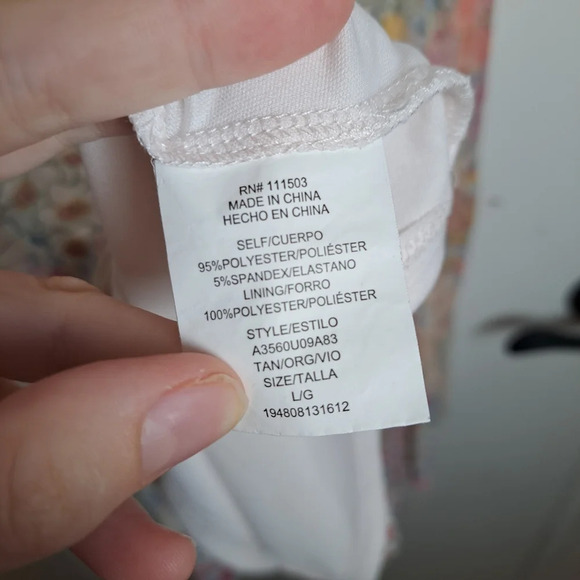 RN# 111503
MADE IN CHINA
HECHO EN CHINA
SELF/CUERPO
95%POLYESTER/POLIÉSTER
5%SPANDEX/ELASTANO
LINING/FORRO
100%POLYESTER/POLIÉSTER
STYLE/ESTILO
A3560U09A83
TAN/ORG/VIO
SIZE/TALLA
L/G
194808131612